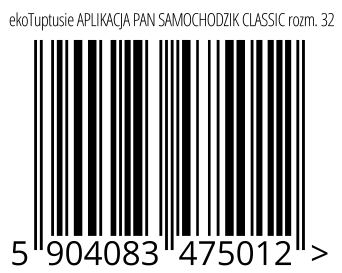 ekoTuptusie APLIKACJA PAN SAMOCHODZIK CLASSIC rozm. 32
5 904083 475012 >